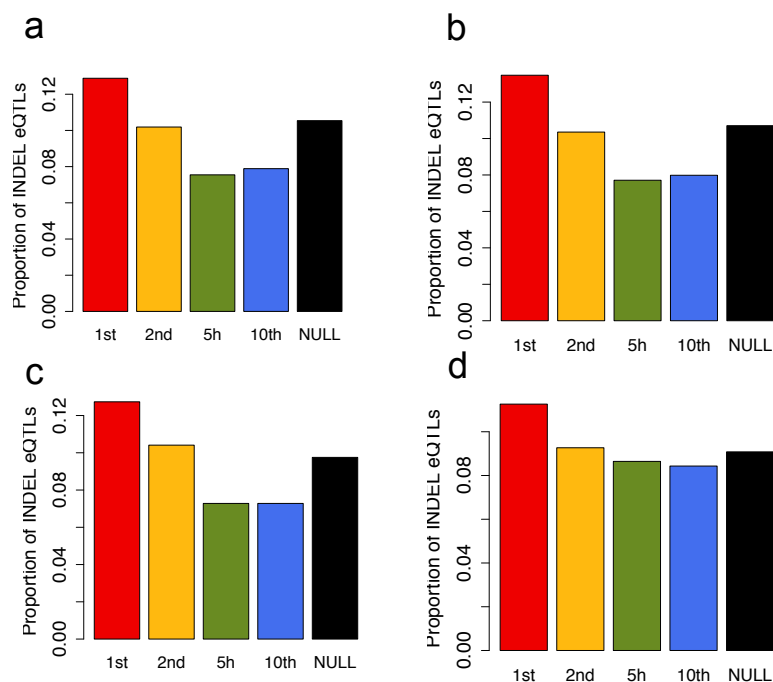 a
Proportion of INDEL eQTLs
0.00 0.04 0.08 0.12
1st 2nd 5h 10th NULL
b
Proportion of INDEL eQTLs
0.00 0.04 0.08 0.12
1st 2nd 5h 10th NULL
c
Proportion of INDEL eQTLs
0.00 0.04 0.08 0.12
1st 2nd 5h 10th NULL
d
Proportion of INDEL eQTLs
0.00 0.04 0.08
1st 2nd 5h 10th NULL